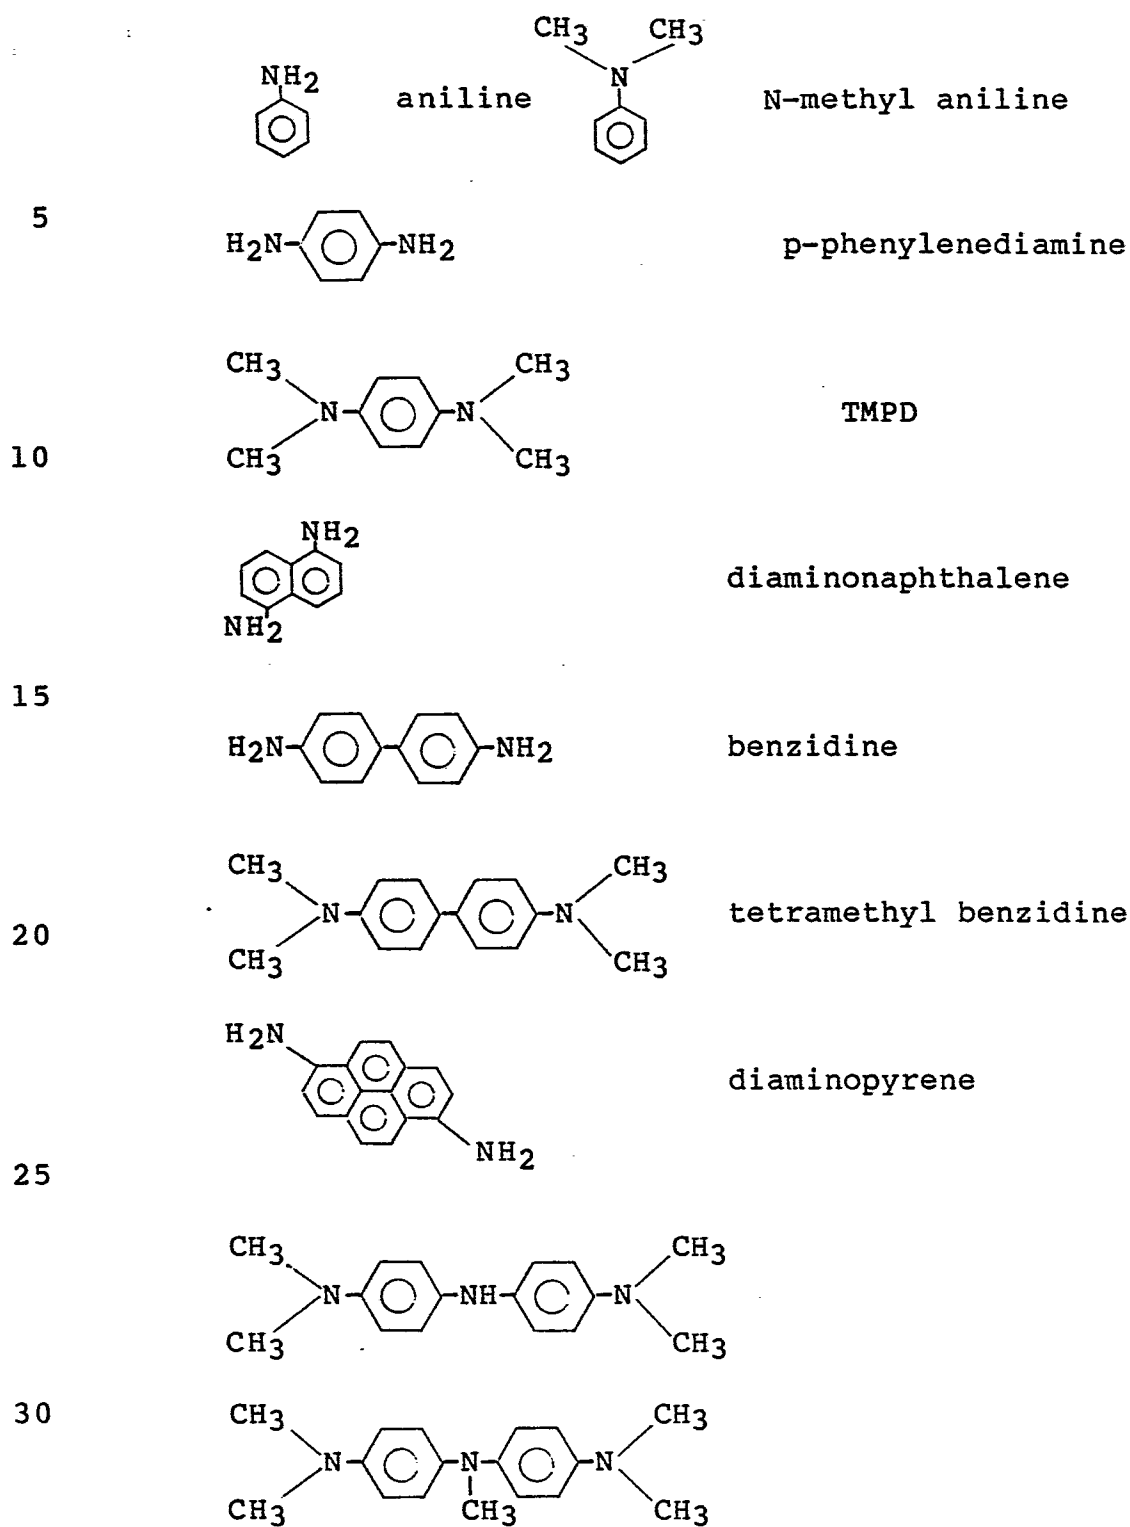 CH3 CH3
NH2 aniline N N-methyl aniline
5 H2N NH2 p-phenylenediamine
CH3 CH3
N N TMPD
10 CH3 CH3
NH2
diaminonaphthalene
NH2
15
H2N NH2 benzidine
CH3 CH3
N N tetramethyl benzidine
20 CH3 CH3
H2N
diaminopyrene
NH2
25
CH3 CH3
N NH N
CH3 CH3
30 CH3 CH3
N N N
CH3 CH3 CH3